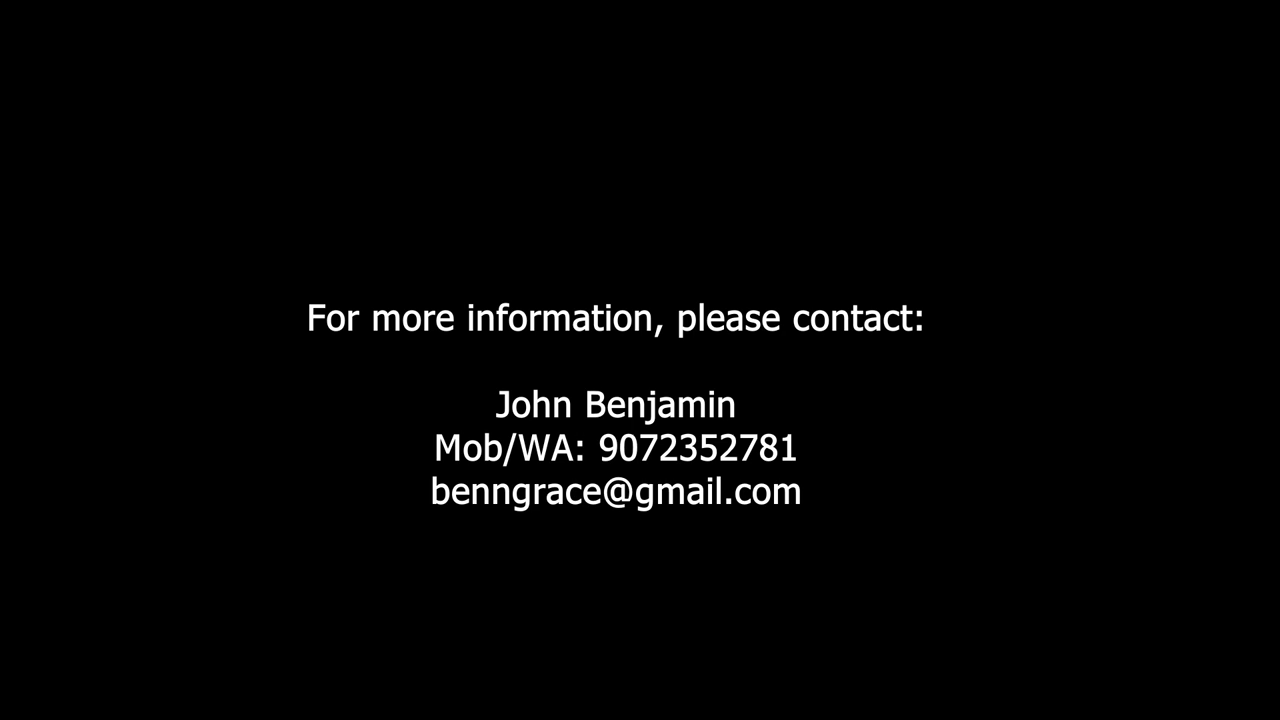 For more information, please contact:
John Benjamin
Mob/WA: 9072352781
benngrace@gmail.com